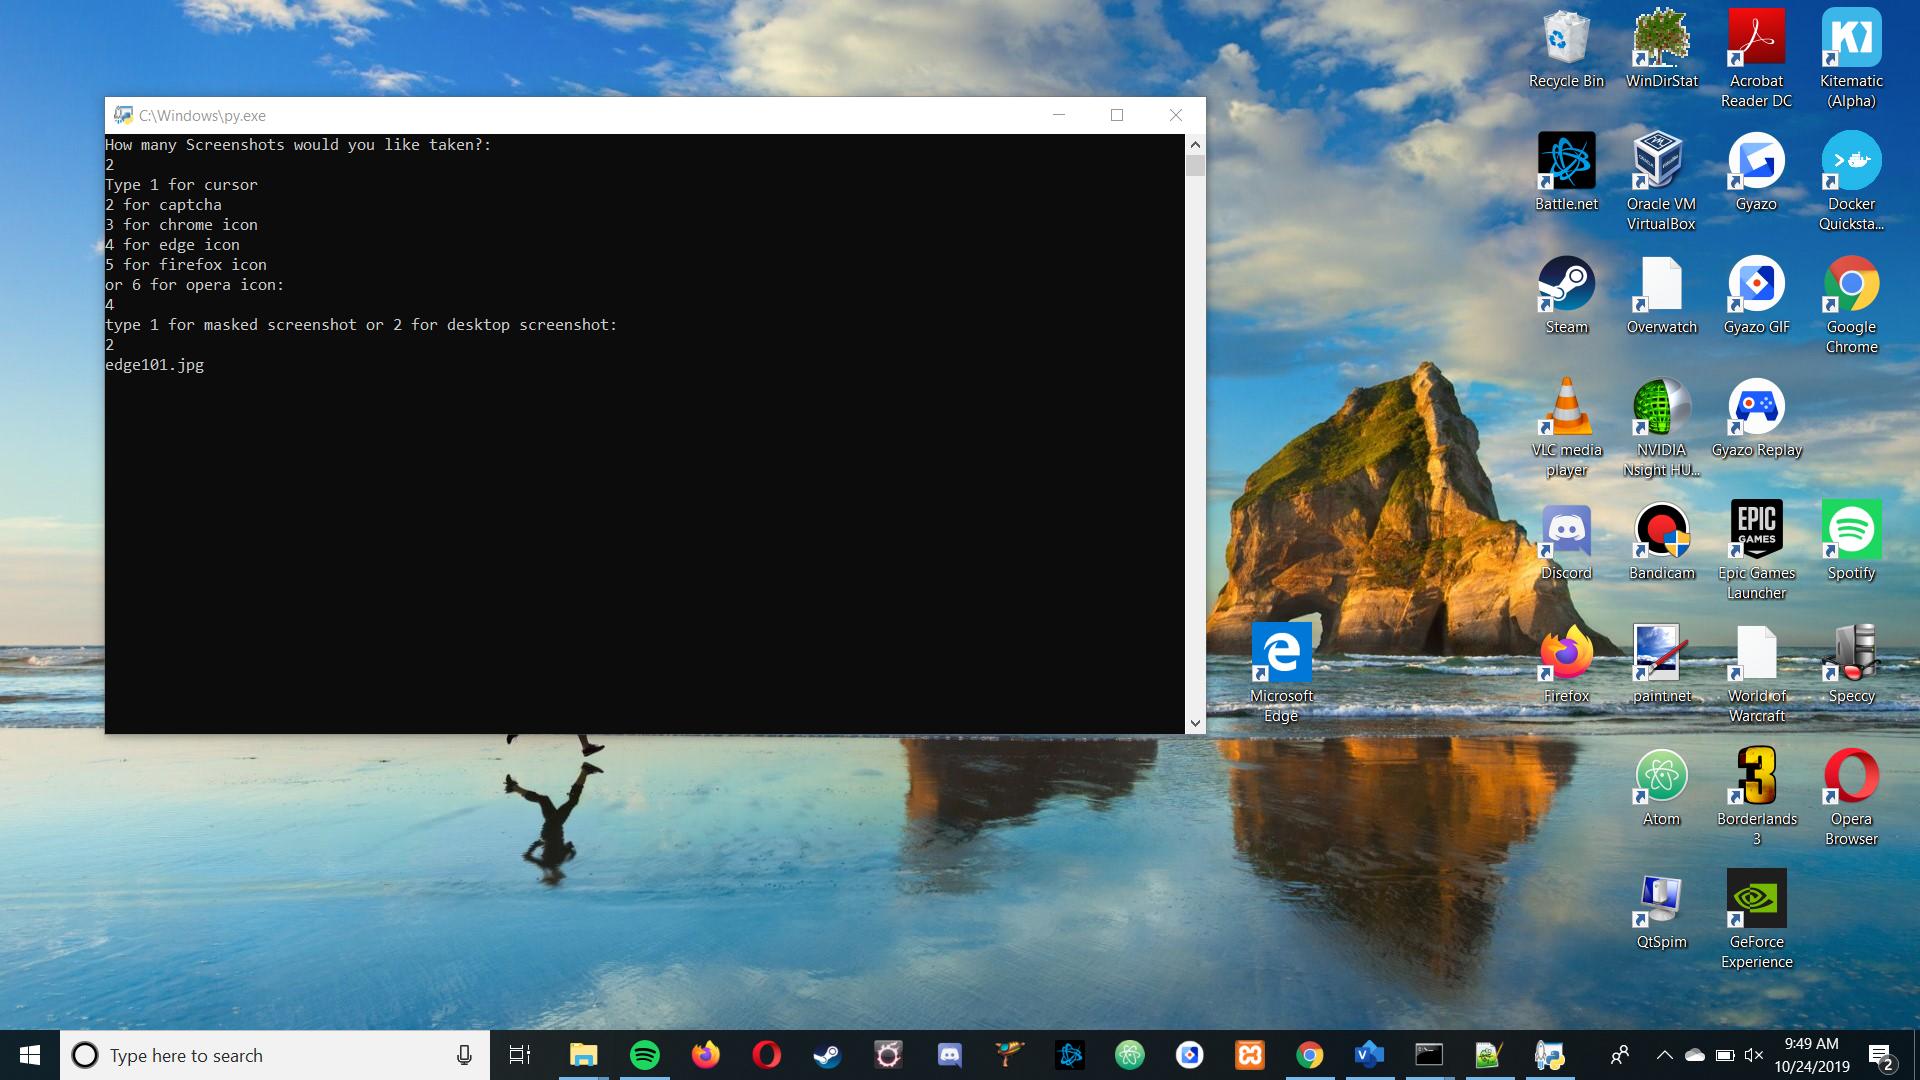 C:\Windows\py.exe
How many Screenshots would you like taken?:
2
Type 1 for cursor
2 for captcha
3 for chrome icon
4 for edge icon
5 for firefox icon
or 6 for opera icon:
4
type 1 for masked screenshot or 2 for desktop screenshot:
2
edge101.jpg
Recycle Bin
WinDirStat
Acrobat
Reader DC
Kitematic
(Alpha)
Battle.net
Oracle VM
VirtualBox
Gyazo
Docker
Quicksta...
Steam
Overwatch
Gyazo GIF
Google
Chrome
VLC media
player
NVIDIA
Nsight HU...
Gyazo Replay
Discord
Bandicam
EPIC
GAMES
Epic Games
Launcher
Spotify
Microsoft
Edge
Firefox
paint.net
World of
Warcraft
Speccy
Atom
3
Borderlands
3
Opera
Browser
QtSpim
GeForce
Experience
Type here to search
9:49 AM
10/24/2019
2